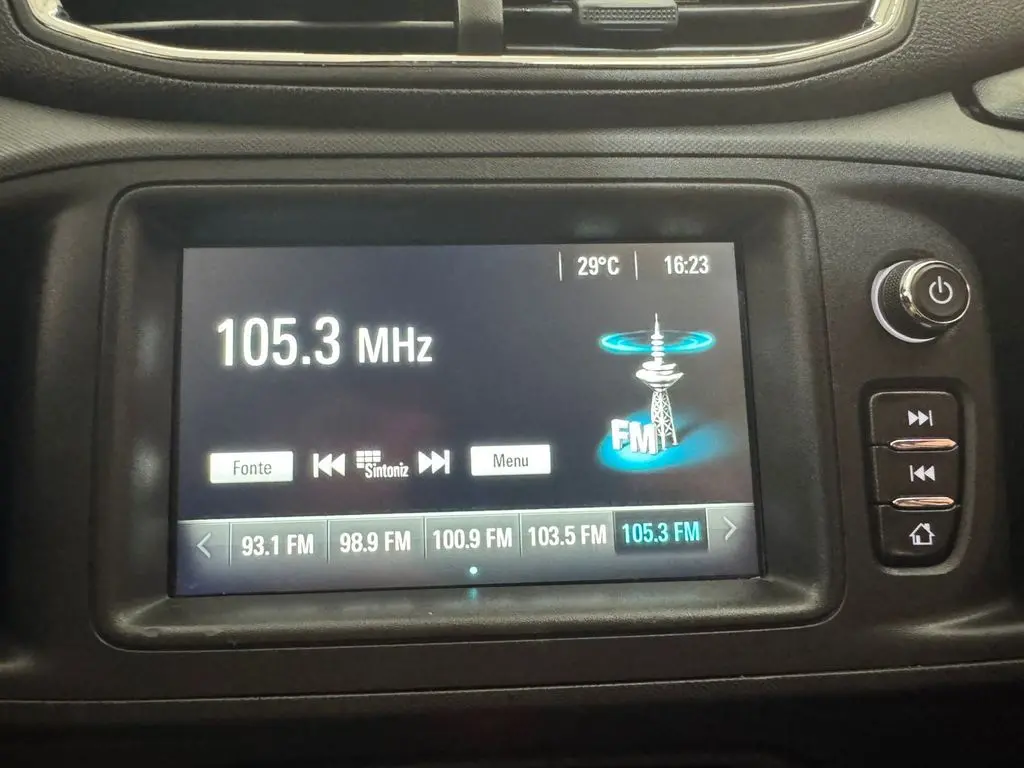 29°C 16:23
105.3 MHz
FM
Fonte Sintoniz Menu
93.1 FM 98.9 FM 100.9 FM 103.5 FM 105.3 FM